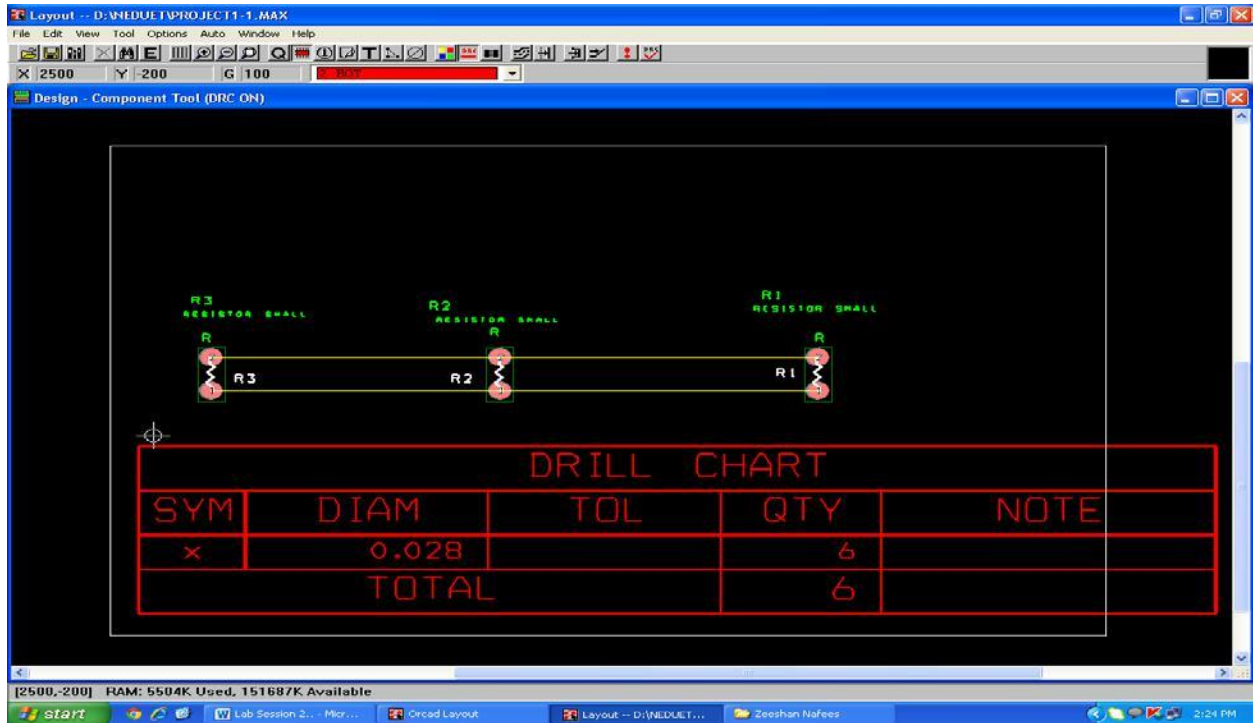 Layout -- D:\NEDUET\PROJECT1-1.MAX
File Edit View Tool Options Auto Window Help
X 2500 Y -200 G 100 2 BOT
Design - Component Tool (DRC ON)
R3
RESISTOR SMALL
R
R3
R2
RESISTOR SMALL
R
R2
R1
RESISTOR SMALL
R
R1
DRILL CHART
SYM DIAM TOL QTY NOTE
x 0.028 6
TOTAL 6
[2500,-200] RAM: 5504K Used, 151687K Available
start Lab Session 2.. - Micr... Orcad Layout Layout -- D:\NEDUET... Zeeshan Nafees 2:24 PM